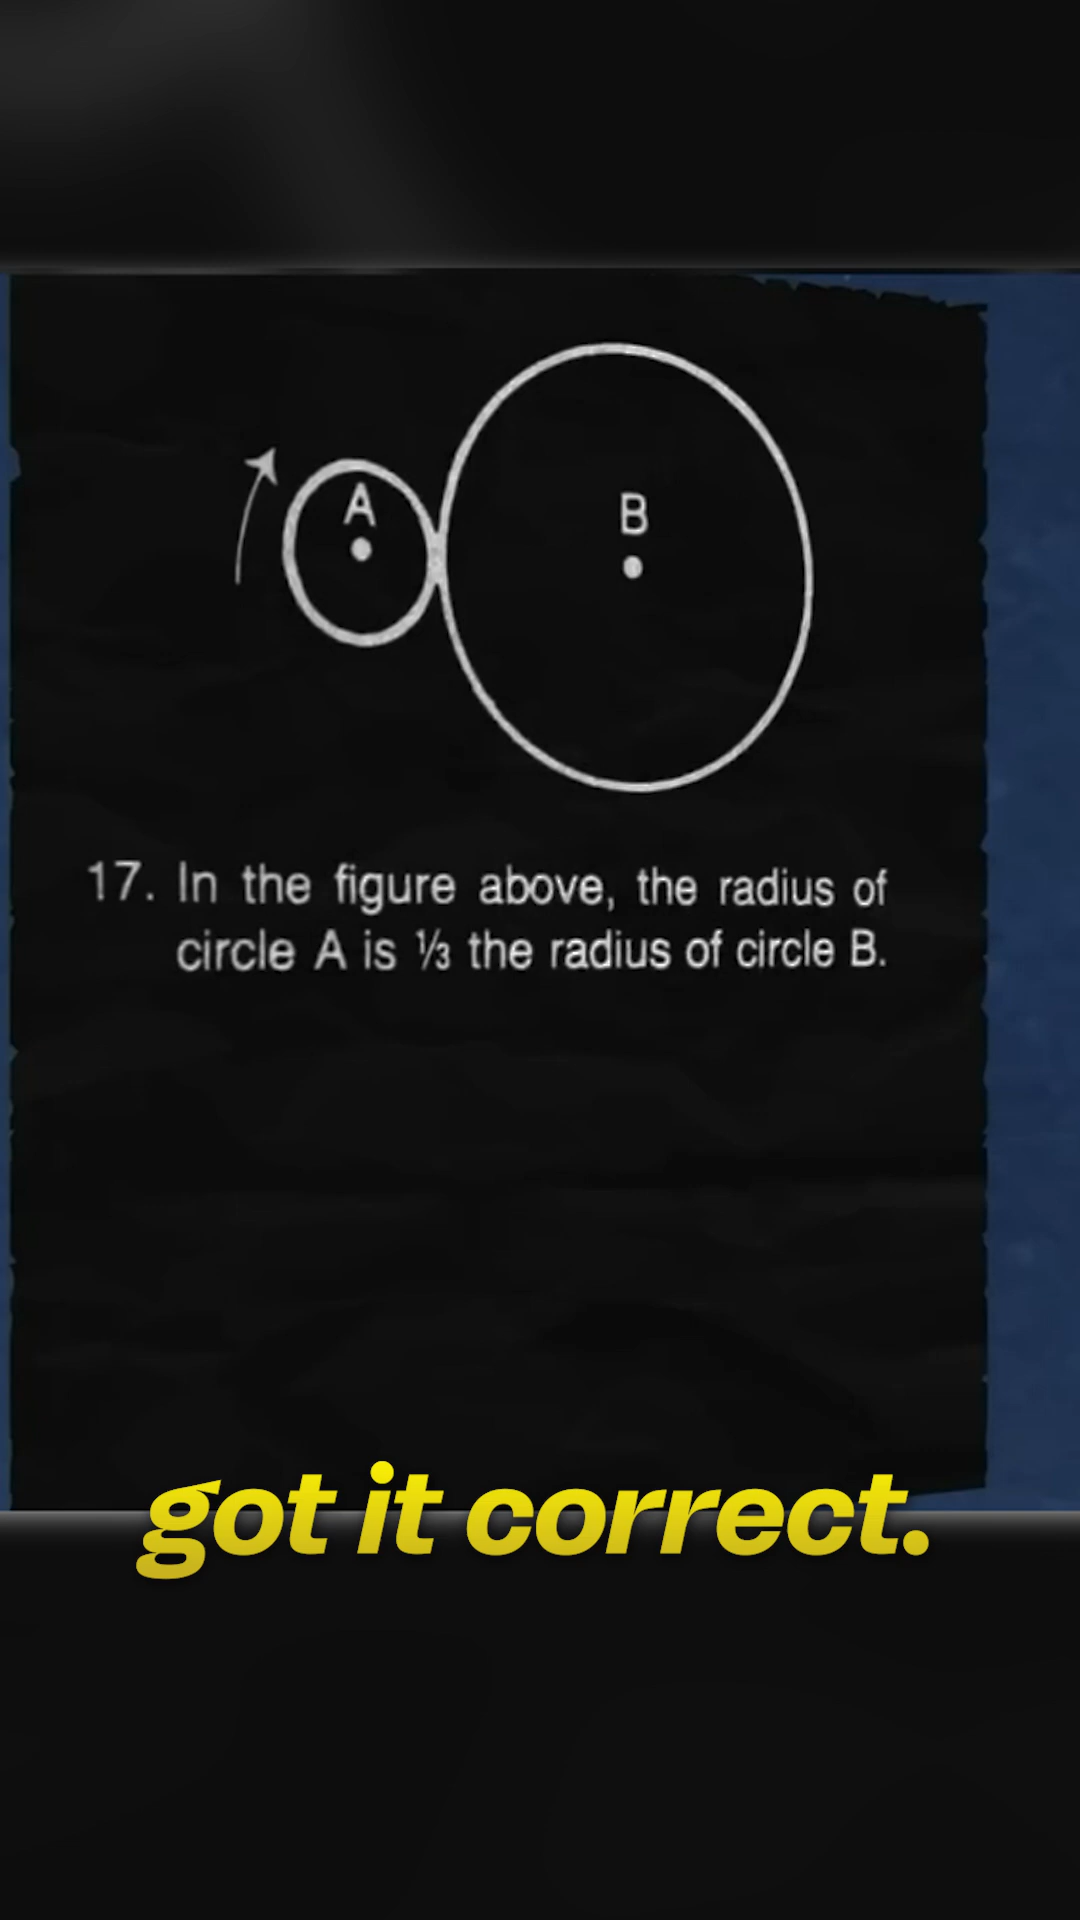 A
B
17. In the figure above, the radius of
circle A is ⅓ the radius of circle B.
got it correct.